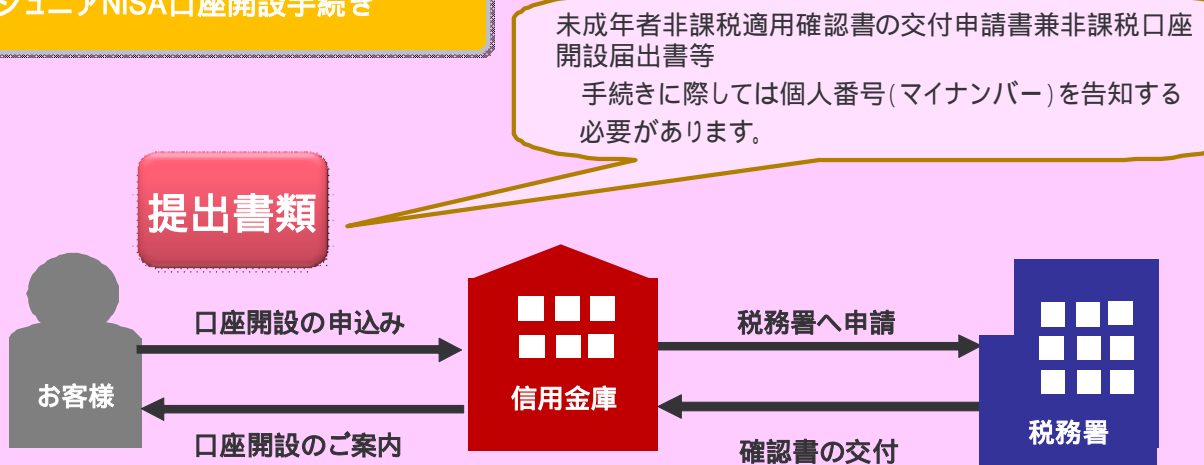 ジュニアNISA口座開設手続き
未成年者非課税適用確認書の交付申請書兼非課税口座
開設届出書等
手続きに際しては個人番号(マイナンバー)を告知する
必要があります。
提出書類
口座開設の申込み
税務署へ申請
お客様
信用金庫
税務署
口座開設のご案内
確認書の交付